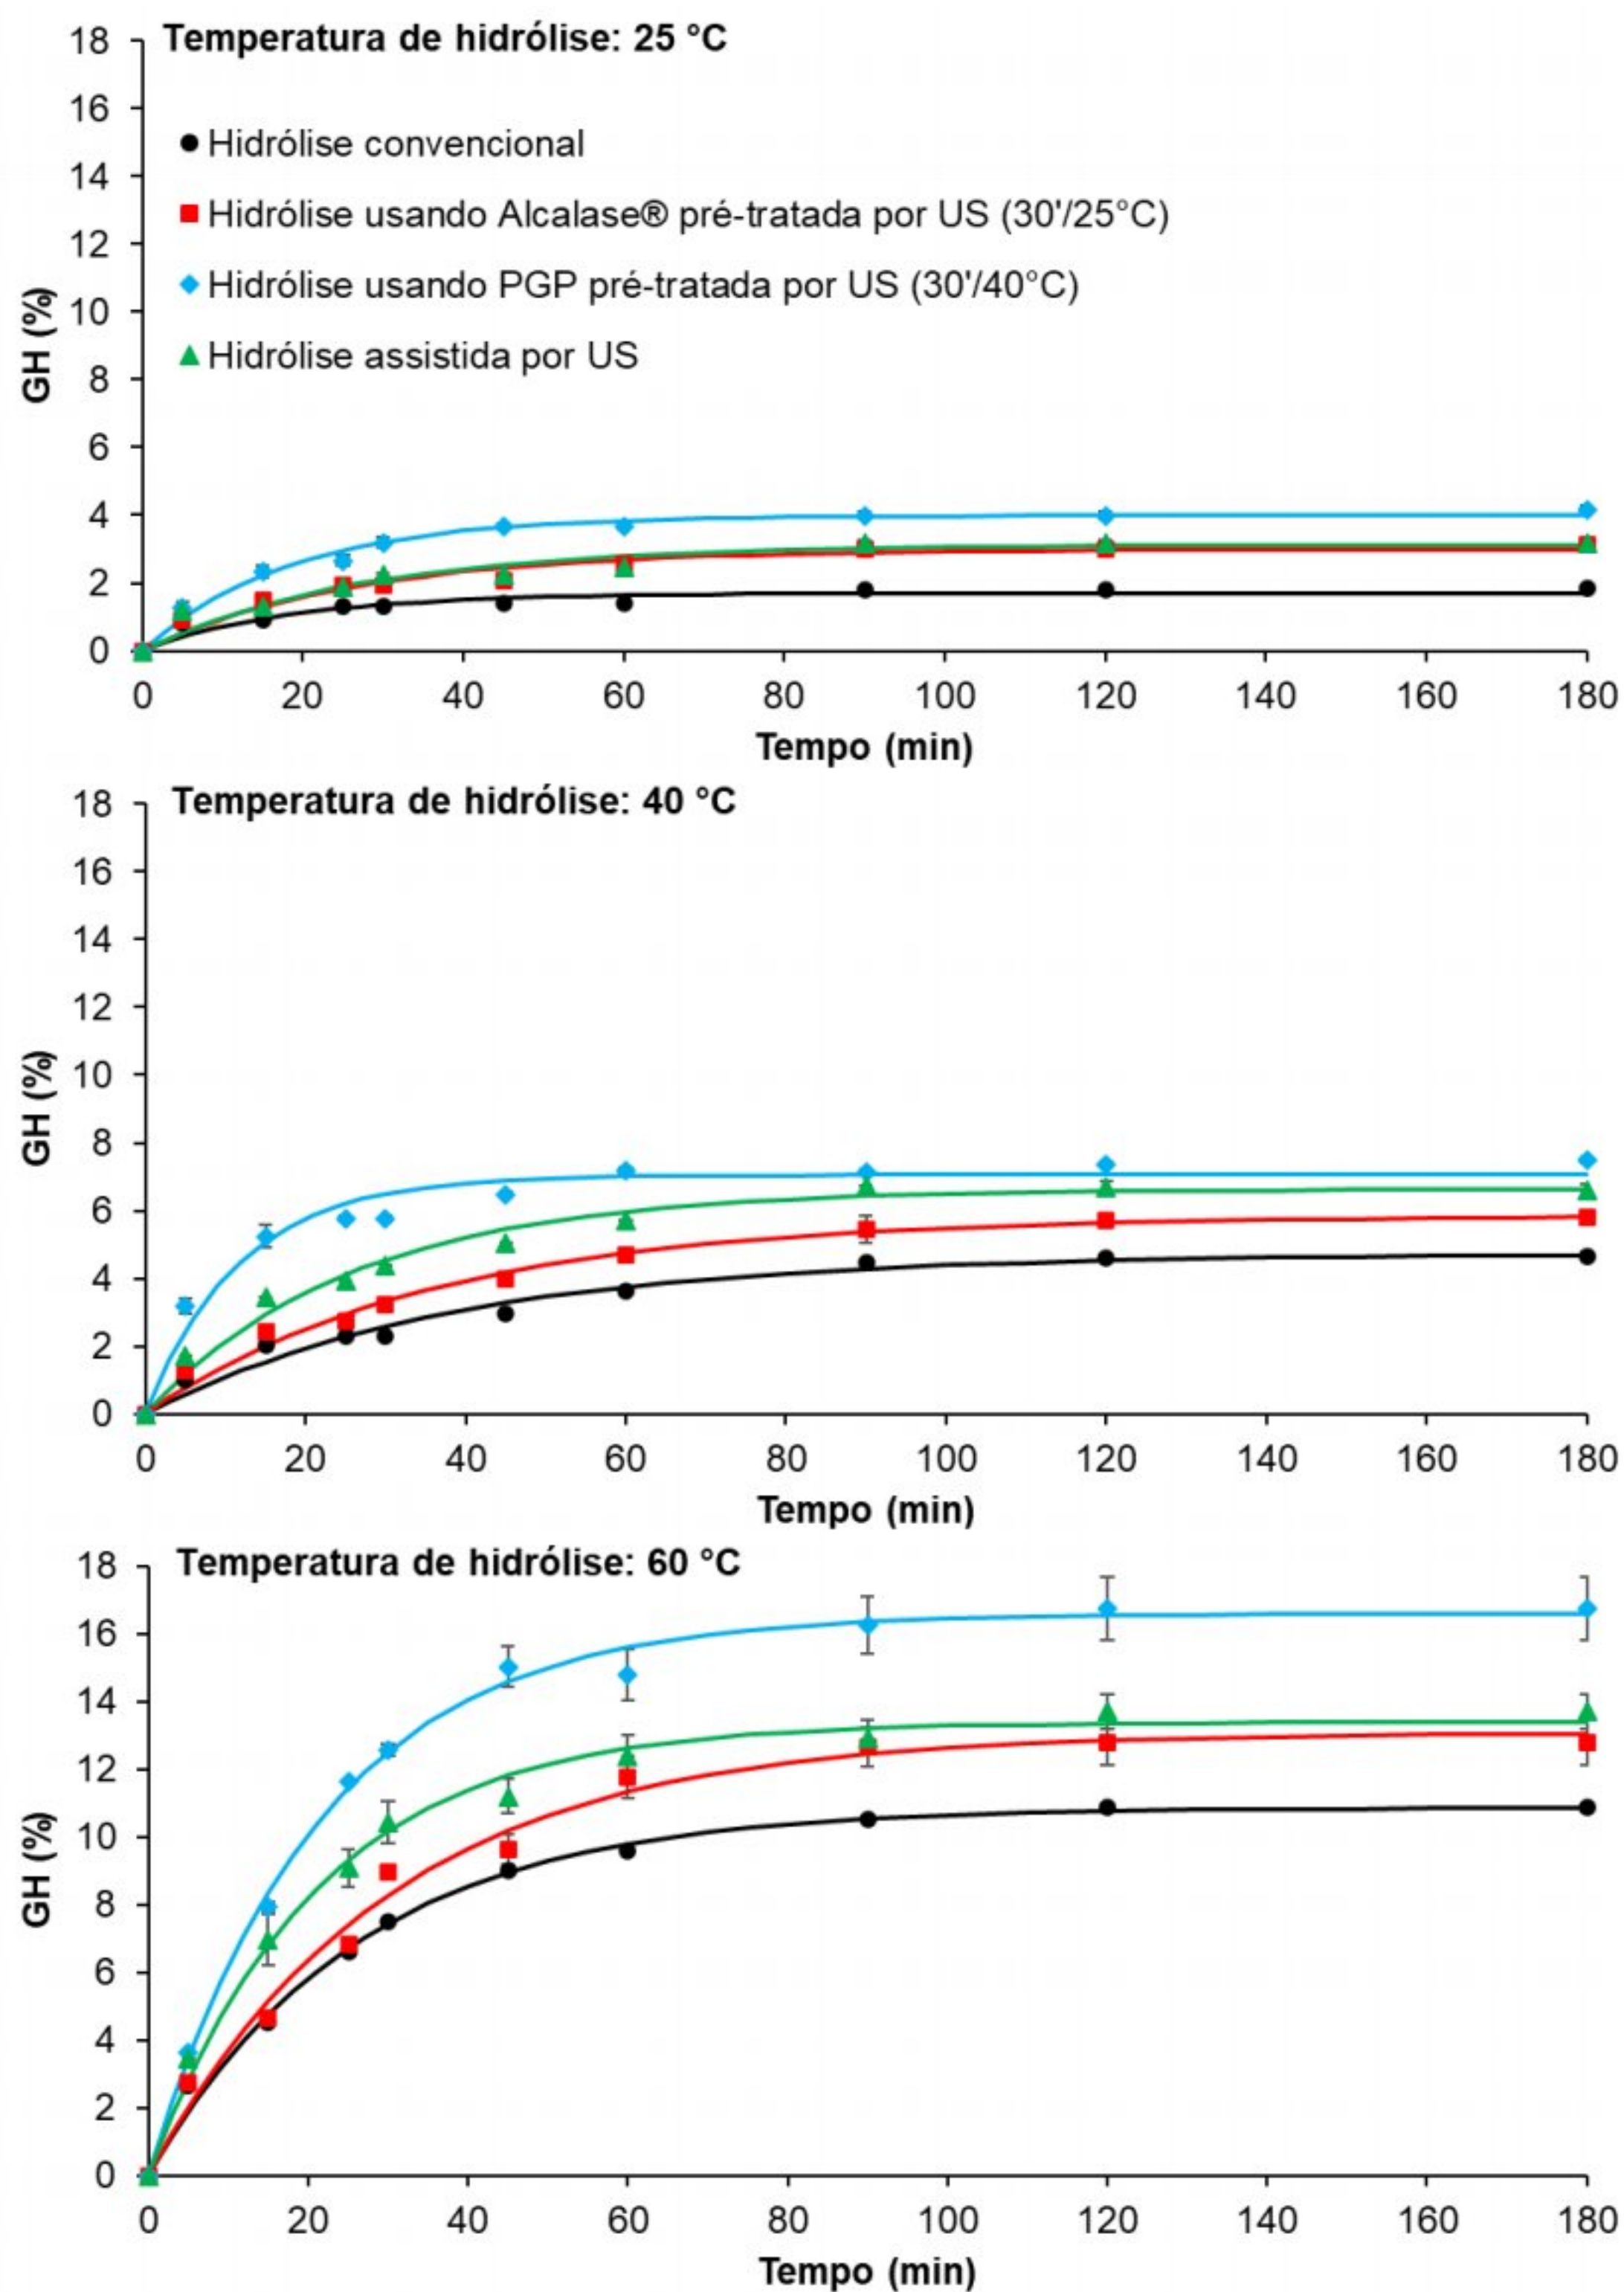 Temperatura de hidrólise: 25 °C
18
16
14
12
10
8
6
4
2
0
GH (%)
Hidrólise convencional
Hidrólise usando Alcalase® pré-tratada por US (30'/25°C)
Hidrólise usando PGP pré-tratada por US (30'/40°C)
Hidrólise assistida por US
0 20 40 60 80 100 120 140 160 180
Tempo (min)
Temperatura de hidrólise: 40 °C
18
16
14
12
10
8
6
4
2
0
GH (%)
0 20 40 60 80 100 120 140 160 180
Tempo (min)
Temperatura de hidrólise: 60 °C
18
16
14
12
10
8
6
4
2
0
GH (%)
0 20 40 60 80 100 120 140 160 180
Tempo (min)